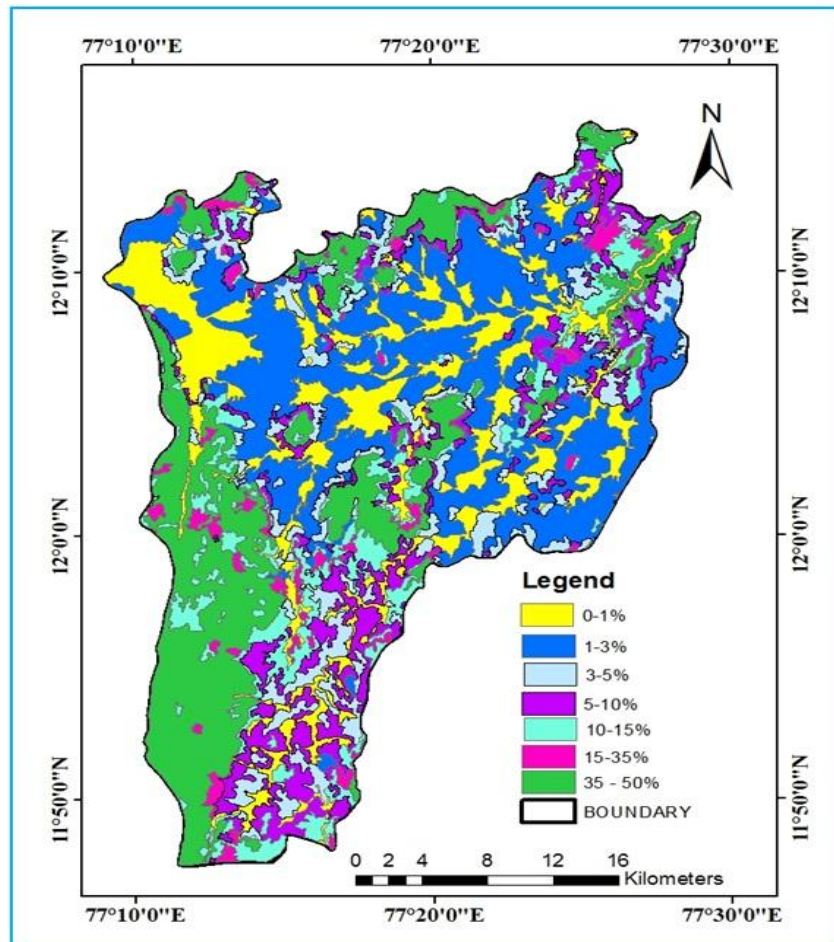 77°10'0"E 77°20'0"E 77°30'0"E
N
12°10'0"N 12°10'0"N
12°0'0"N 12°0'0"N
Legend
0-1%
1-3%
3-5%
5-10%
10-15%
15-35%
35 - 50%
BOUNDARY
11°50'0"N 11°50'0"N
0 2 4 8 12 16
Kilometers
77°10'0"E 77°20'0"E 77°30'0"E